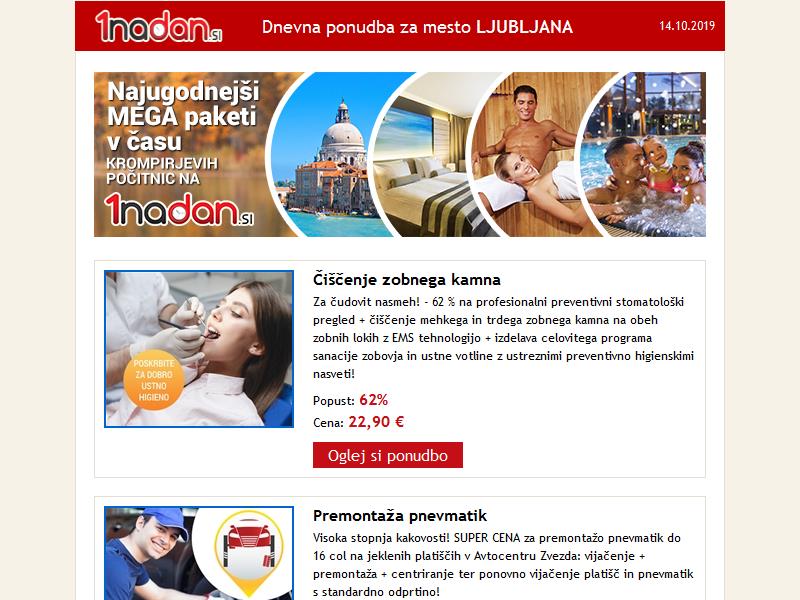 1nadan.si
Dnevna ponudba za mesto LJUBLJANA
14.10.2019
Najugodnejši
MEGA paketi
v času
KROMPIRJEVIH
POČITNIC NA
1nadan.si
POSKRBITE
ZA DOBRO
USTNO
HIGIENO
Čiščenje zobnega kamna
Za čudovit nasmeh! - 62 % na profesionalni preventivni stomatološki
pregled + čiščenje mehkega in trdega zobnega kamna na obeh
zobnih lokih z EMS tehnologijo + izdelava celovitega programa
sanacije zobovja in ustne votline z ustreznimi preventivno higienskimi
nasveti!
Popust: 62%
Cena: 22,90 €
Oglej si ponudbo
Premontaža pnevmatik
Visoka stopnja kakovosti! SUPER CENA za premontažo pnevmatik do
16 col na jeklenih platiščih v Avtocentru Zvezda: vijačenje +
premontaža + centriranje ter ponovno vijačenje platišč in pnevmatik
s standardno odprtino!